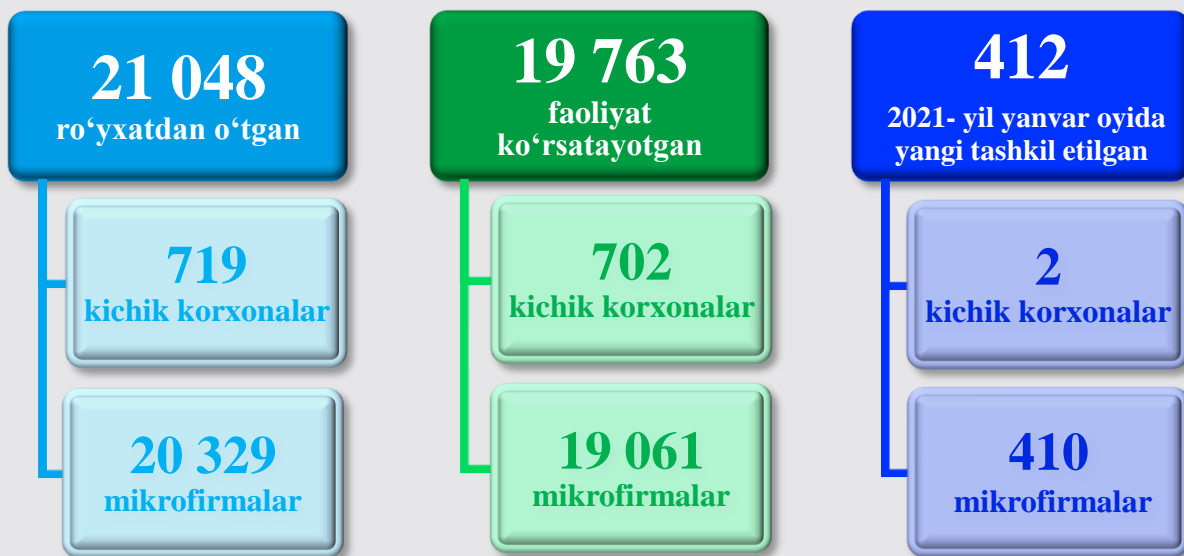 21 048
ro‘yxatdan o‘tgan
719
kichik korxonalar
20 329
mikrofirmalar
19 763
faoliyat
ko‘rsatayotgan
702
kichik korxonalar
19 061
mikrofirmalar
412
2021- yil yanvar oyida
yangi tashkil etilgan
2
kichik korxonalar
410
mikrofirmalar